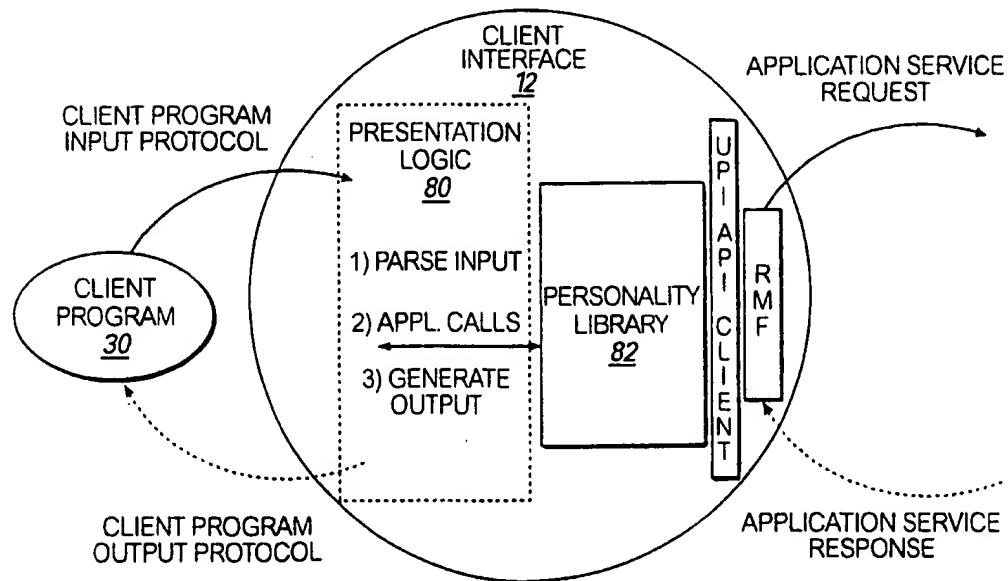 CLIENT
INTERFACE
12
APPLICATION SERVICE
REQUEST
CLIENT PROGRAM
INPUT PROTOCOL
PRESENTATION
LOGIC
80
1) PARSE INPUT
2) APPL. CALLS
3) GENERATE
OUTPUT
CLIENT
PROGRAM
30
PERSONALITY
LIBRARY
82
UPI API CLIENT
RMF
CLIENT PROGRAM
OUTPUT PROTOCOL
APPLICATION SERVICE
RESPONSE